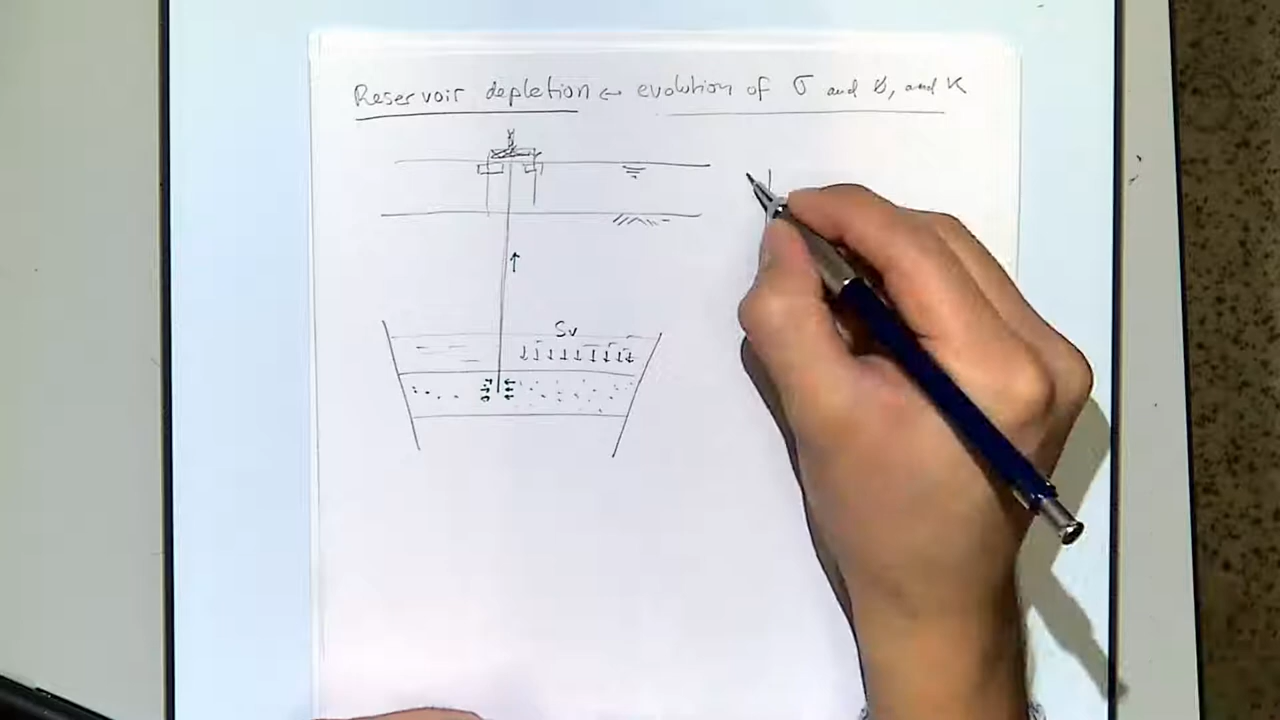 Reservoir depletion ↔ evolution of σ and ϕ, and K
Sv